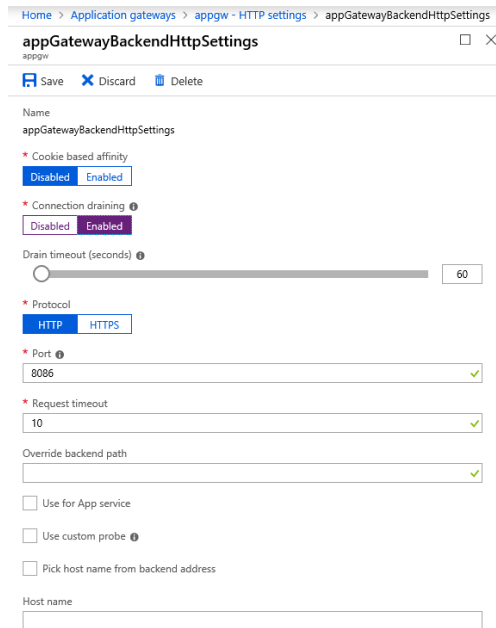 Home > Application gateways > appgw - HTTP settings > appGatewayBackendHttpSettings
appGatewayBackendHttpSettings
appgw
Save Discard Delete
Name
appGatewayBackendHttpSettings
* Cookie based affinity
Disabled Enabled
* Connection draining
Disabled Enabled
Drain timeout (seconds)
60
* Protocol
HTTP HTTPS
* Port
8086
* Request timeout
10
Override backend path
Use for App service
Use custom probe
Pick host name from backend address
Host name